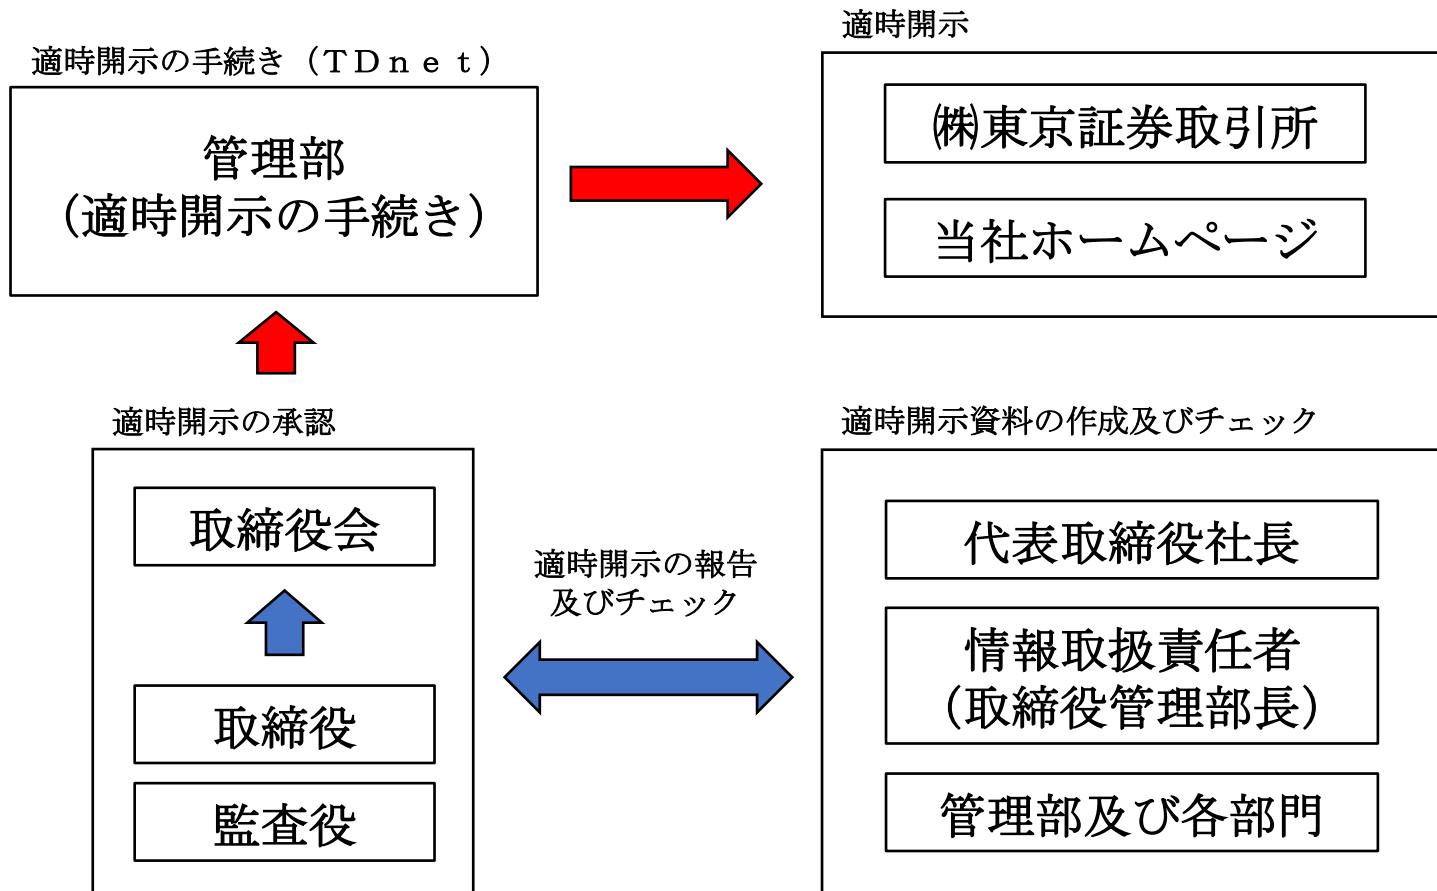 適時開示の手続き（ＴＤｎｅｔ）
管理部
（適時開示の手続き）
適時開示
㈱東京証券取引所
当社ホームページ
適時開示の承認
取締役会
取締役
監査役
適時開示の報告
及びチェック
適時開示資料の作成及びチェック
代表取締役社長
情報取扱責任者
（取締役管理部長）
管理部及び各部門